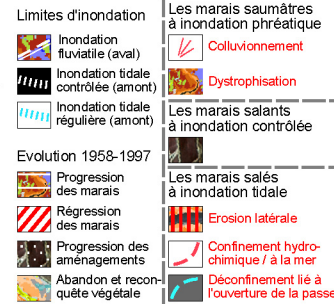 Limites d'inondation
Inondation
fluviatile (aval)
Inondation tidale
contrôlée (amont)
Inondation tidale
régulière (amont)
Evolution 1958-1997
Progression
des marais
Régression
des marais
Progression des
aménagements
Abandon et recon-
quête végétale
Les marais saumâtres
à inondation phréatique
Colluvionnement
Dystrophisation
Les marais salants
à inondation contrôlée
Les marais salés
à inondation tidale
Erosion latérale
Confinement hydro-
chimique / à la mer
Déconfinement lié à
l'ouverture de la passe